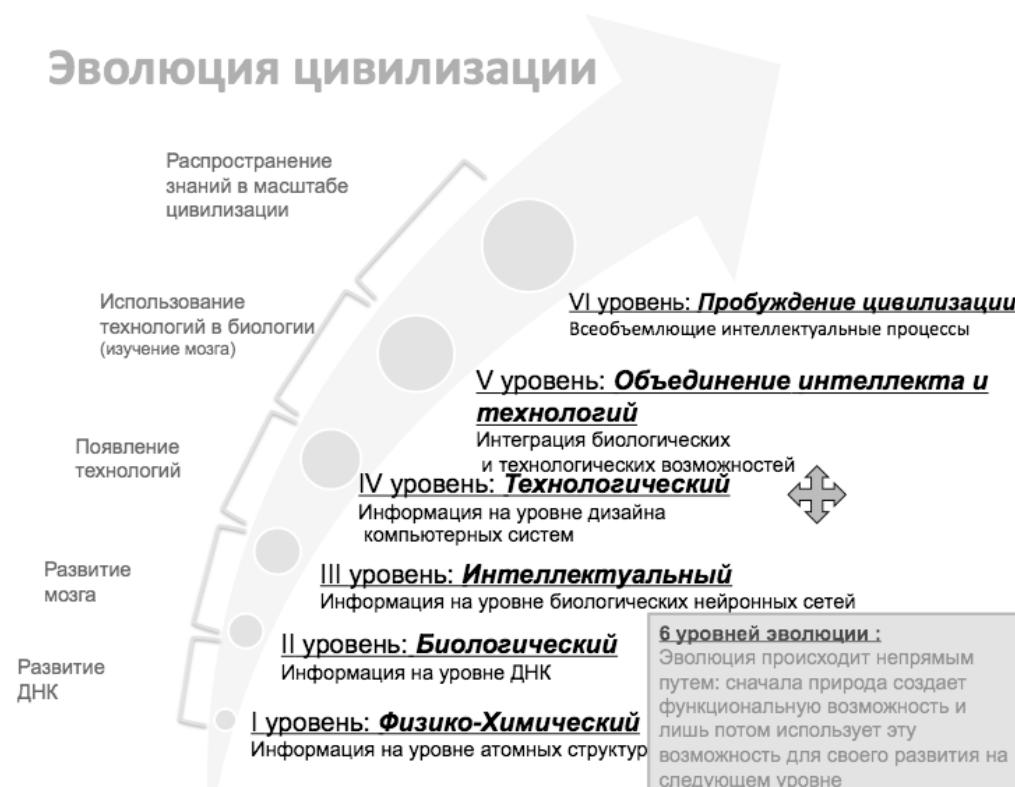 Эволюция цивилизации
Распространение
знаний в масштабе
цивилизации
Использование
технологий в биологии
(изучение мозга)
Появление
технологий
Развитие
мозга
Развитие
ДНК
VI уровень: Пробуждение цивилизации
Всеобъемлющие интеллектуальные процессы
V уровень: Объединение интеллекта и
технологий
Интеграция биологических
и технологических возможностей
IV уровень: Технологический
Информация на уровне дизайна
компьютерных систем
III уровень: Интеллектуальный
Информация на уровне биологических нейронных сетей
II уровень: Биологический
Информация на уровне ДНК
I уровень: Физико-Химический
Информация на уровне атомных структур
6 уровней эволюции :
Эволюция происходит непрямым
путем: сначала природа создает
функциональную возможность и
лишь потом использует эту
возможность для своего развития на
следующем уровне